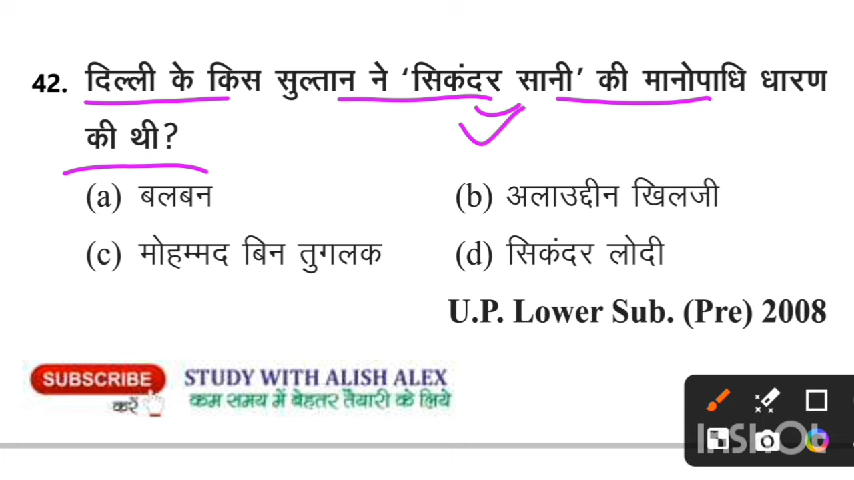 42. दिल्ली के किस सुल्तान ने ‘सिकंदर सानी’ की मानोपाधि धारण
की थी?
(a) बलबन (b) अलाउद्दीन खिलजी
(c) मोहम्मद बिन तुगलक (d) सिकंदर लोदी
U.P. Lower Sub. (Pre) 2008
SUBSCRIBE STUDY WITH ALISH ALEX
करें कम समय में बेहतर तैयारी के लिये
InShOt